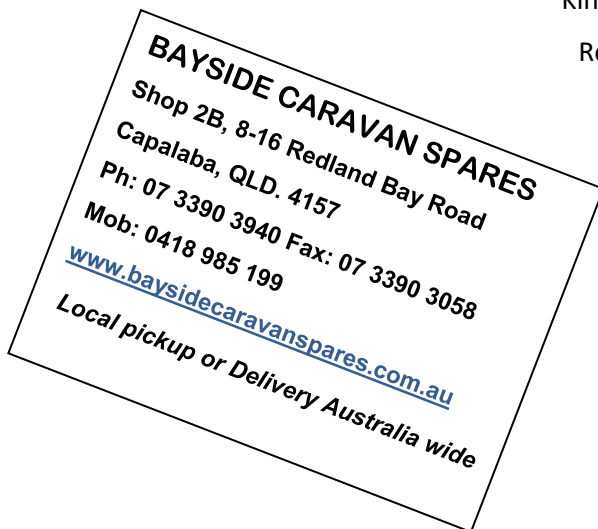 BAYSIDE CARAVAN SPARES
Shop 2B, 8-16 Redland Bay Road
Capalaba, QLD. 4157
Ph: 07 3390 3940 Fax: 07 3390 3058
Mob: 0418 985 199
www.baysidecaravanspares.com.au
Local pickup or Delivery Australia wide